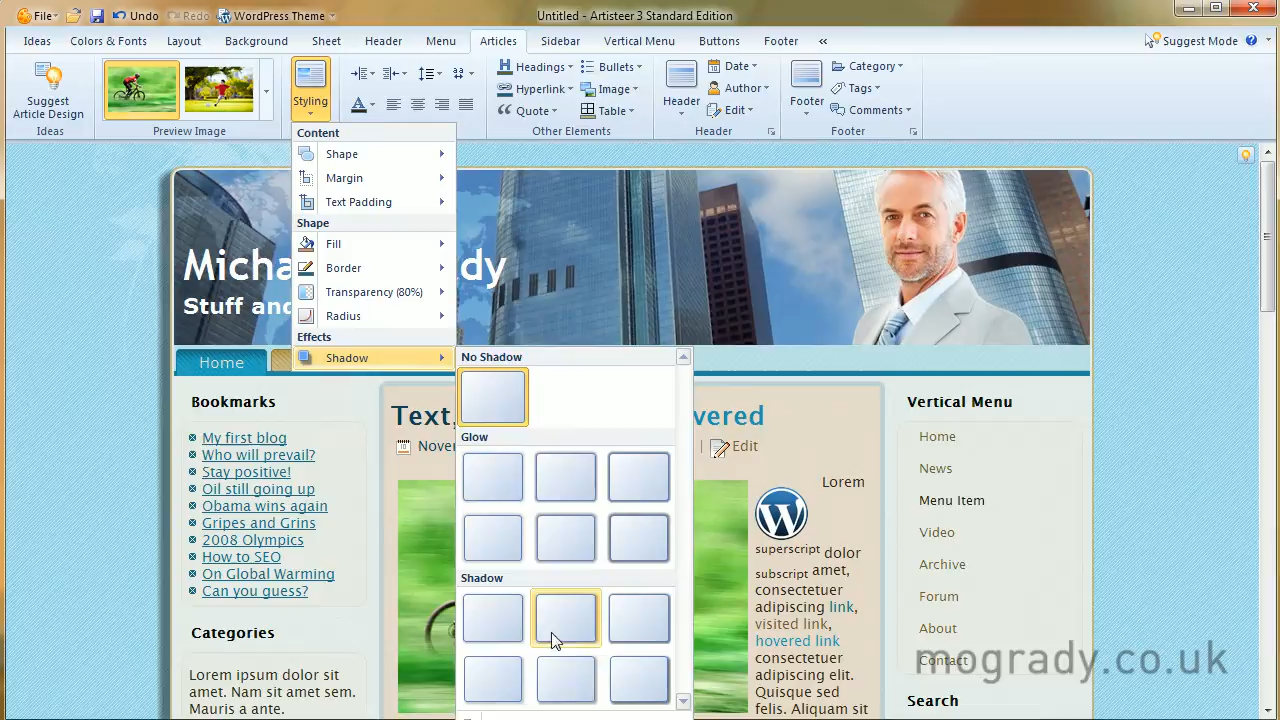 File
Undo
Redo
WordPress Theme
Untitled - Artisteer 3 Standard Edition
Ideas
Colors & Fonts
Layout
Background
Sheet
Header
Menu
Articles
Sidebar
Vertical Menu
Buttons
Footer
«
Suggest Mode
Suggest
Article Design
Ideas
Preview Image
Styling
Headings
Bullets
Hyperlink
Image
Quote
Table
Other Elements
Header
Date
Author
Edit
Header
Footer
Category
Tags
Comments
Footer
Content
Shape
Margin
Text Padding
Shape
Fill
Border
Transparency (80%)
Radius
Effects
Shadow
No Shadow
Glow
Shadow
Micha
dy
Stuff and
Home
Bookmarks
My first blog
Who will prevail?
Stay positive!
Oil still going up
Obama wins again
Gripes and Grins
2008 Olympics
How to SEO
On Global Warming
Can you guess?
Categories
Lorem ipsum dolor sit
amet. Nam sit amet sem.
Mauris a ante.
Text,
vered
Novem
| Edit
Lorem
superscript dolor
subscript amet,
consectetuer
adipiscing link,
visited link,
hovered link
consectetuer
adipiscing elit.
Quisque sed
felis. Aliquam sit
Vertical Menu
Home
News
Menu Item
Video
Archive
Forum
About
Contact
Search
mogrady.co.uk